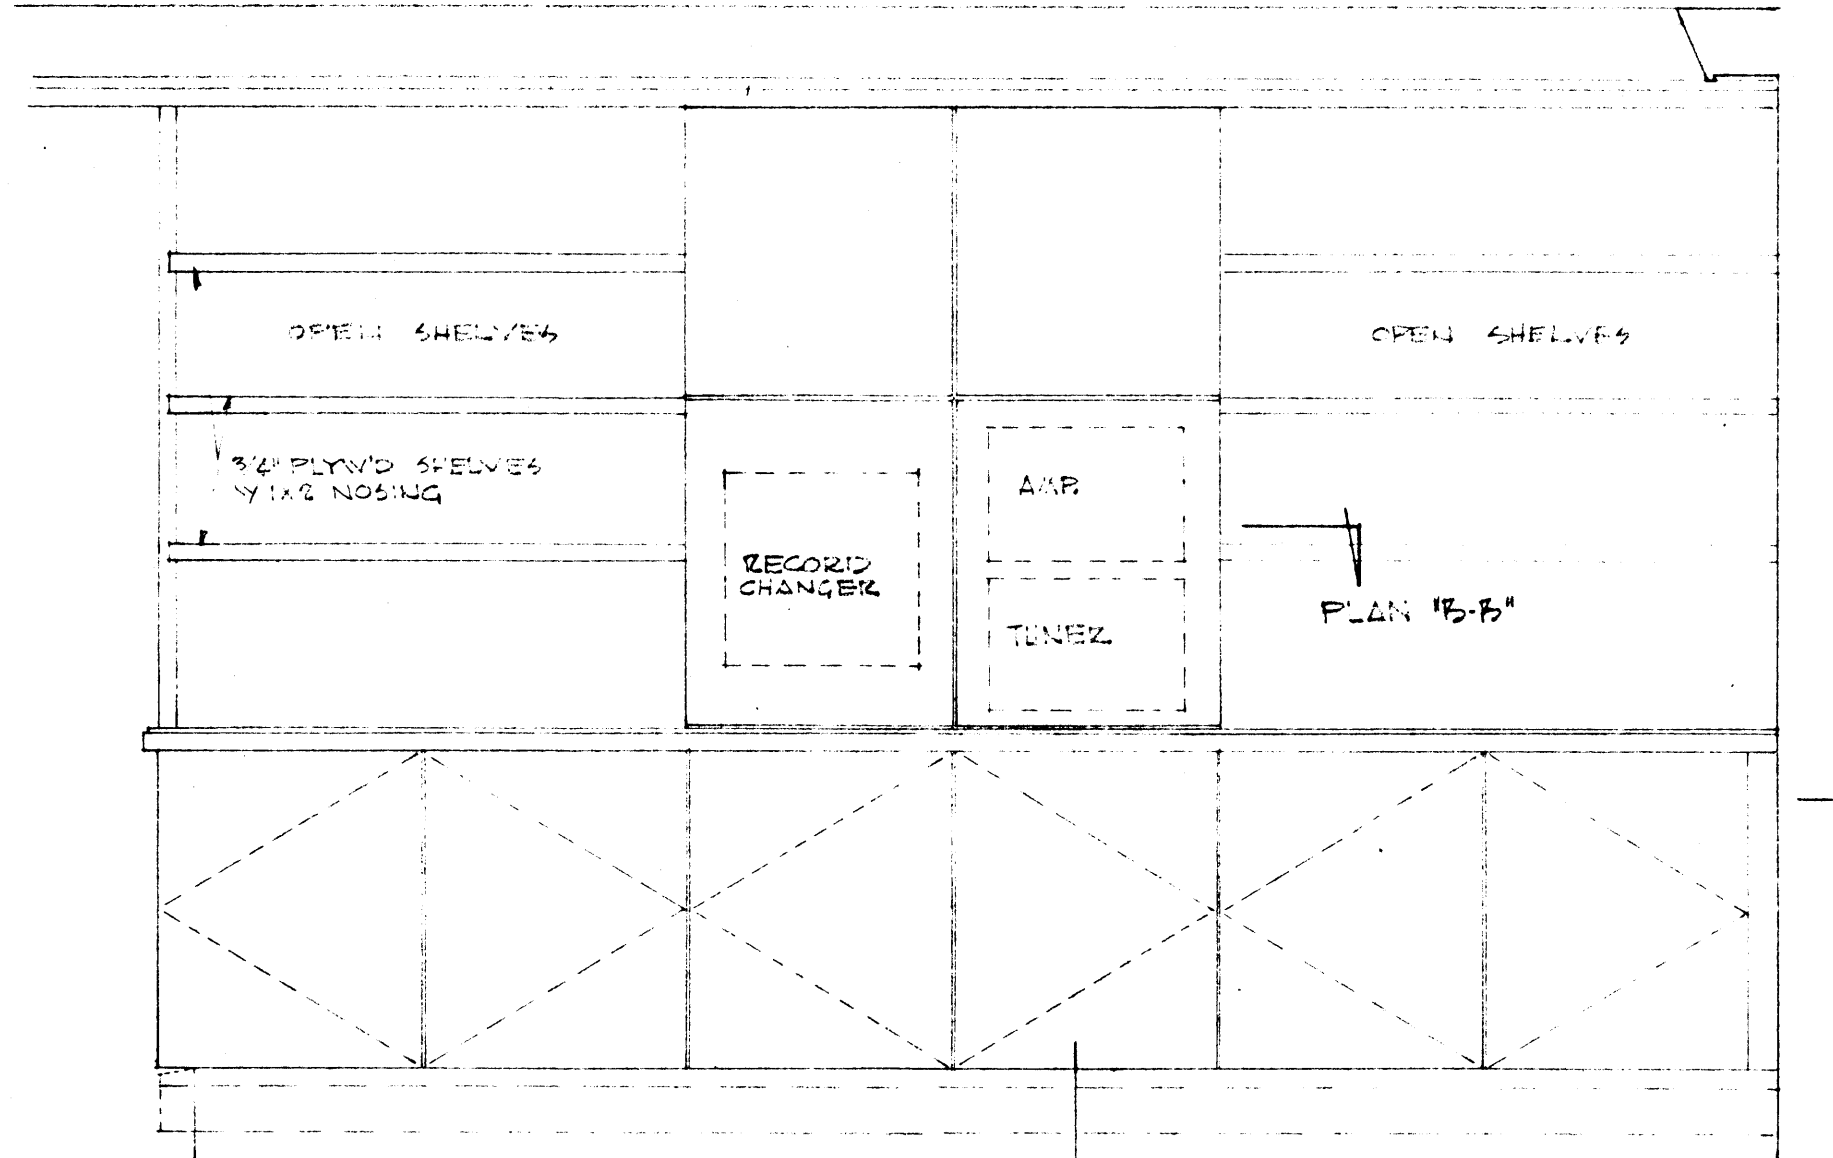 OPEN SHELVES
OPEN SHELVES
3/4" PLYW'D SHELVES
W/ 1x2 NOSING
AMP.
RECORD
CHANGER
TUNER
PLAN "B-B"